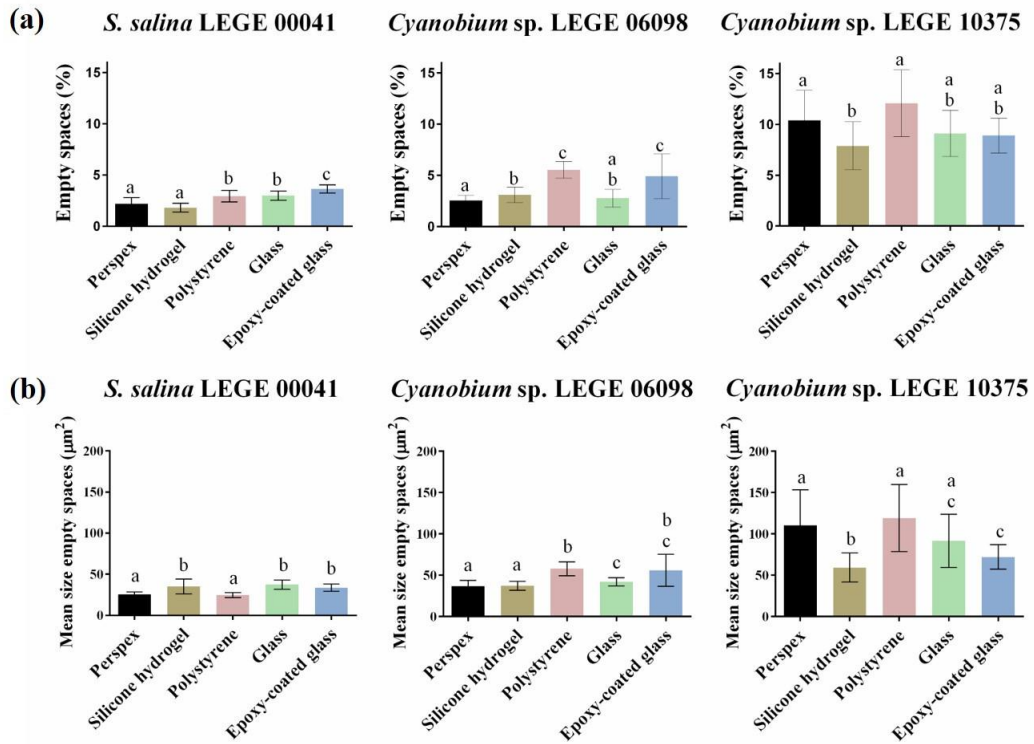 (a)
S. salina LEGE 00041
Cyanobium sp. LEGE 06098
Cyanobium sp. LEGE 10375
Empty spaces (%)
15
10
5
0
a
a
b
b
c
Perspex
Silicone hydrogel
Polystyrene
Glass
Epoxy-coated glass
Empty spaces (%)
15
10
5
0
a
b
c
a
b
c
Perspex
Silicone hydrogel
Polystyrene
Glass
Epoxy-coated glass
Empty spaces (%)
15
10
5
0
a
b
a
a
b
a
b
Perspex
Silicone hydrogel
Polystyrene
Glass
Epoxy-coated glass
(b)
S. salina LEGE 00041
Cyanobium sp. LEGE 06098
Cyanobium sp. LEGE 10375
Mean size empty spaces (µm²)
200
150
100
50
0
a
b
a
b
b
Perspex
Silicone hydrogel
Polystyrene
Glass
Epoxy-coated glass
Mean size empty spaces (µm²)
200
150
100
50
0
a
a
b
c
b
c
Perspex
Silicone hydrogel
Polystyrene
Glass
Epoxy-coated glass
Mean size empty spaces (µm²)
200
150
100
50
0
a
b
a
a
c
c
Perspex
Silicone hydrogel
Polystyrene
Glass
Epoxy-coated glass